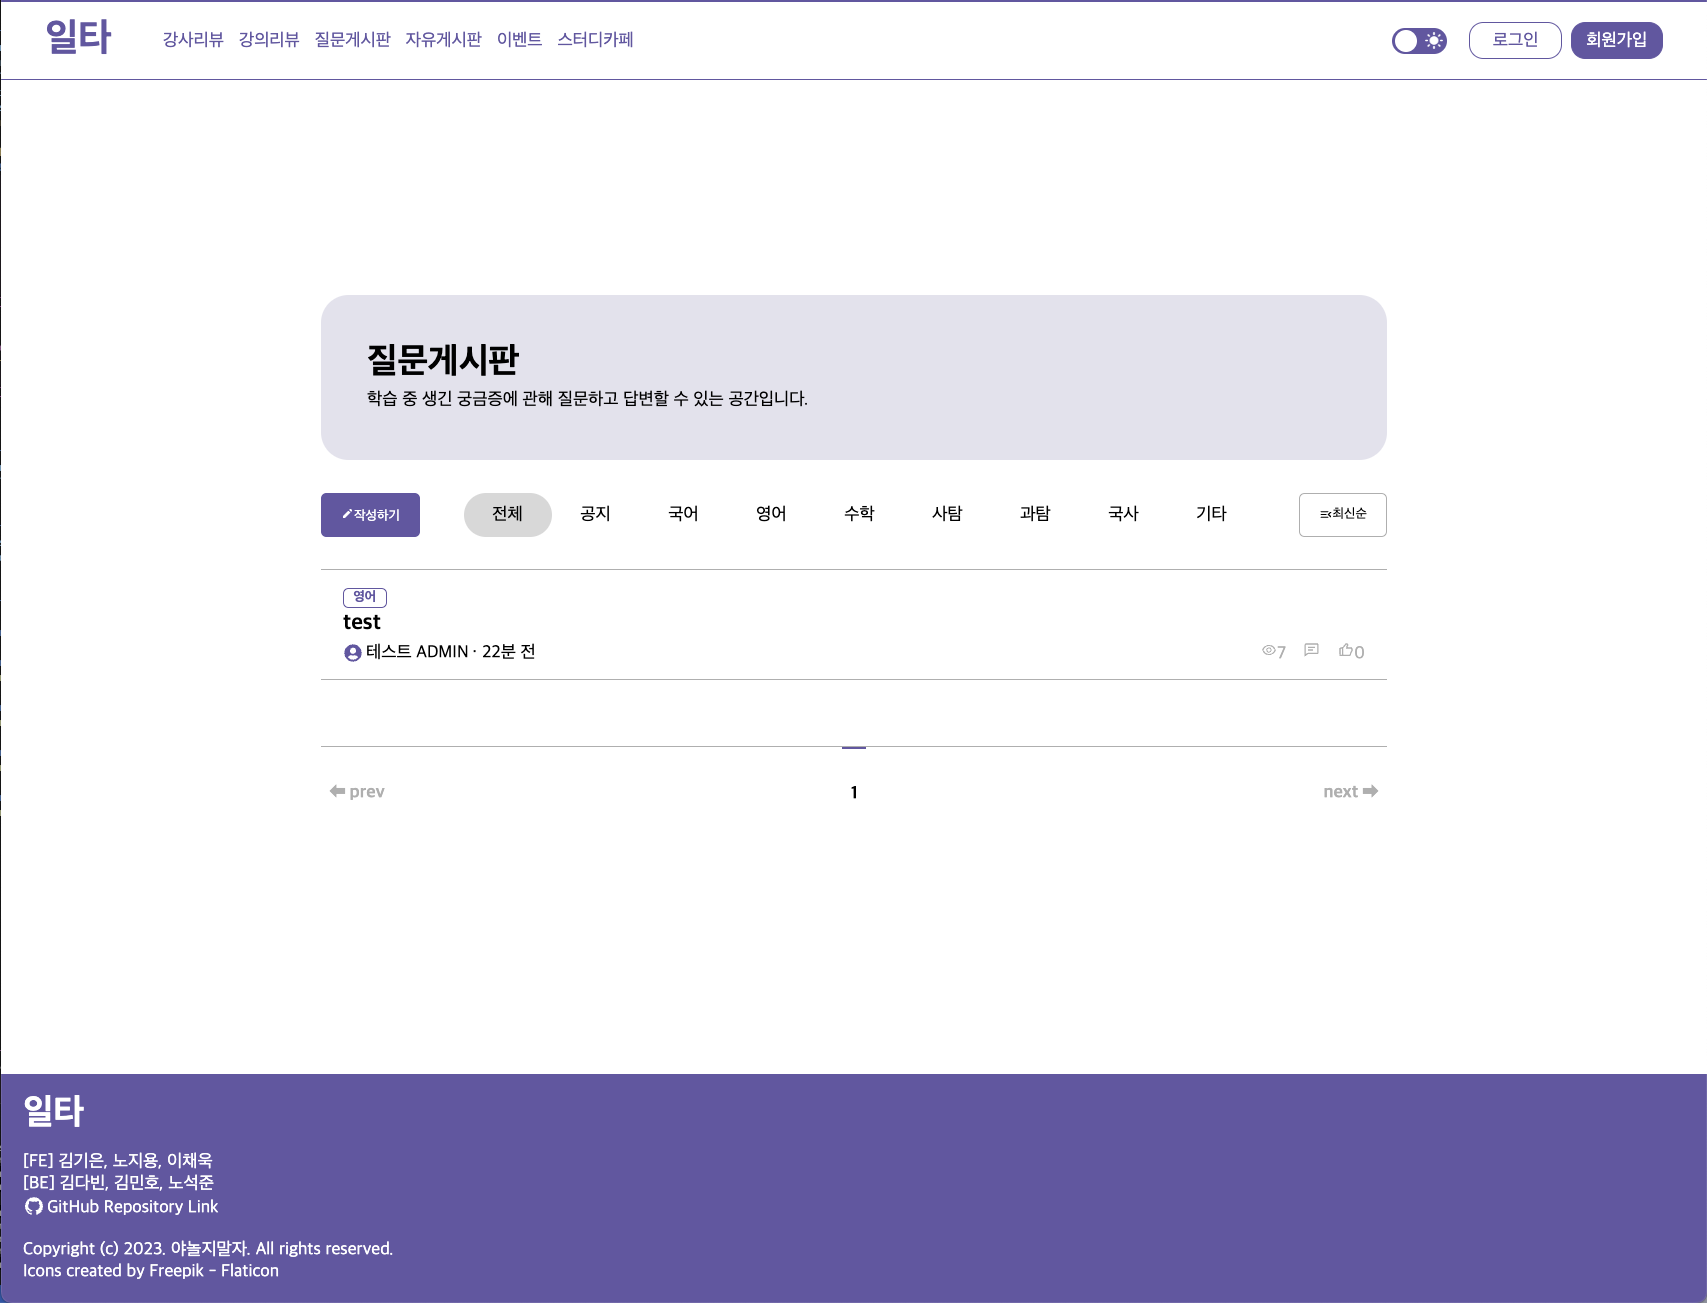 일타
강사리뷰 강의리뷰 질문게시판 자유게시판 이벤트 스터디카페
로그인 회원가입
질문게시판
학습 중 생긴 궁금증에 관해 질문하고 답변할 수 있는 공간입니다.
작성하기 전체 공지 국어 영어 수학 사탐 과탐 국사 기타 최신순
영어
test
테스트 ADMIN · 22분 전 7 0
prev 1 next
일타
[FE] 김기은, 노지용, 이채욱
[BE] 김다빈, 김민호, 노석준
GitHub Repository Link
Copyright (c) 2023. 야놀지말자. All rights reserved.
Icons created by Freepik - Flaticon